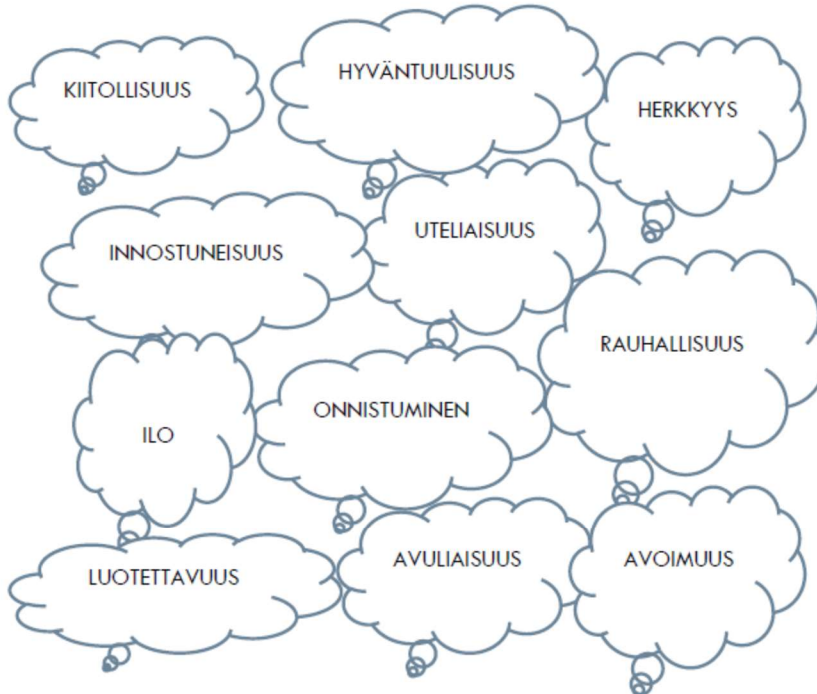 KIITOLLISUUS
HYVÄNTUULISUUS
HERKKYYS
INNOSTUNEISUUS
UTELIAISUUS
RAUHALLISUUS
ILO
ONNISTUMINEN
LUOTETTAVUUS
AVULIAISUUS
AVOIMUUS